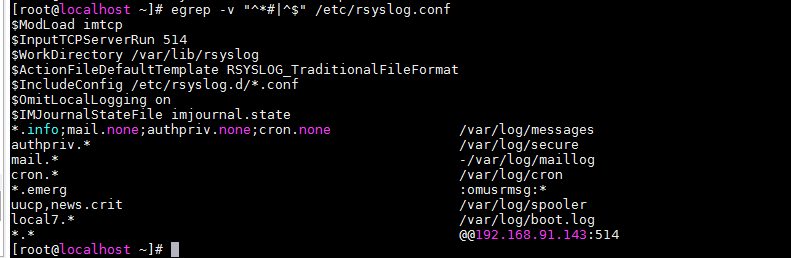 [root@localhost ~]# egrep -v "^*#|^$" /etc/rsyslog.conf
$ModLoad imtcp
$InputTCPServerRun 514
$WorkDirectory /var/lib/rsyslog
$ActionFileDefaultTemplate RSYSLOG_TraditionalFileFormat
$IncludeConfig /etc/rsyslog.d/*.conf
$OmitLocalLogging on
$IMJournalStateFile imjournal.state
*.info;mail.none;authpriv.none;cron.none                /var/log/messages
authpriv.*                                              /var/log/secure
mail.*                                                  -/var/log/maillog
cron.*                                                  /var/log/cron
*.emerg                                                 :omusrmsg:*
uucp,news.crit                                          /var/log/spooler
local7.*                                                /var/log/boot.log
*.*                                                     @@192.168.91.143:514
[root@localhost ~]#